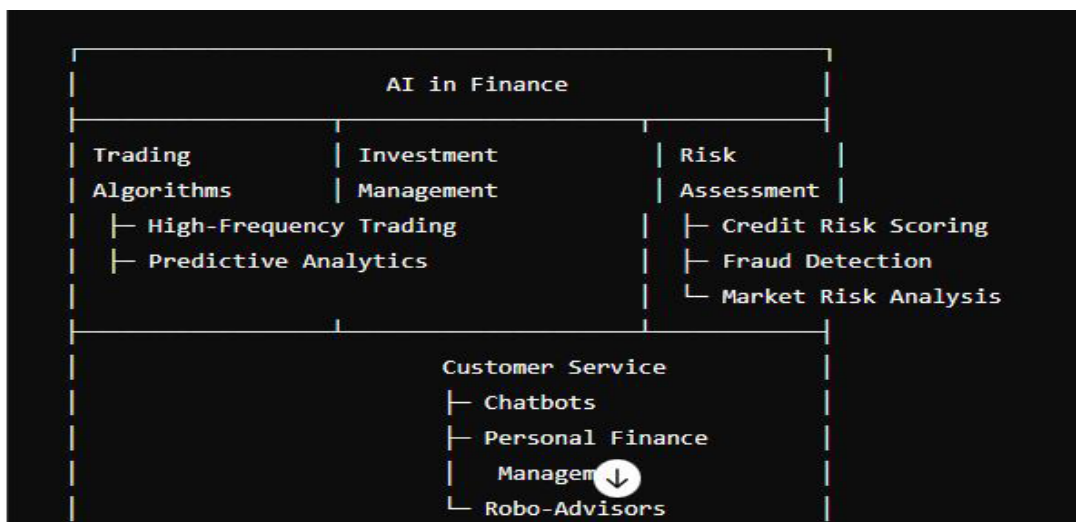 AI in Finance
Trading Investment Risk
Algorithms Management Assessment
├─ High-Frequency Trading ├─ Credit Risk Scoring
├─ Predictive Analytics ├─ Fraud Detection
└─ Market Risk Analysis
Customer Service
├─ Chatbots
├─ Personal Finance
│ Managem
└─ Robo-Advisors